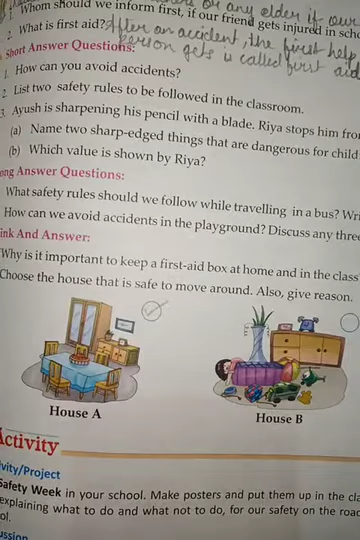 1. Whom should we inform first, if our friend gets injured in scho
or any elder if our
2. What is first aid? After an accident, the first help
person gets is called first aid
Short Answer Questions:
1. How can you avoid accidents?
2. List two safety rules to be followed in the classroom.
3. Ayush is sharpening his pencil with a blade. Riya stops him fro
(a) Name two sharp-edged things that are dangerous for child
(b) Which value is shown by Riya?
ong Answer Questions:
What safety rules should we follow while travelling in a bus? Wri
How can we avoid accidents in the playground? Discuss any three
ink And Answer:
Why is it important to keep a first-aid box at home and in the class
Choose the house that is safe to move around. Also, give reason.
House A
House B
Activity
ivity/Project
Safety Week in your school. Make posters and put them up in the cla
explaining what to do and what not to do, for our safety on the road
ol.
ussion